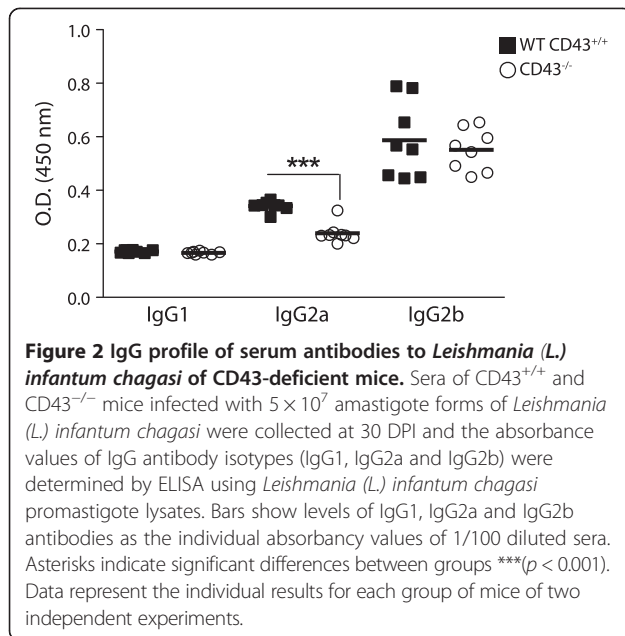 WT CD43+/+
CD43-/-
1.0
0.8
0.6
0.4
0.2
0.0
O.D. (450 nm)
***
IgG1 IgG2a IgG2b
Figure 2 IgG profile of serum antibodies to Leishmania (L.)
infantum chagasi of CD43-deficient mice. Sera of CD43+/+ and
CD43−/− mice infected with 5 × 10⁷ amastigote forms of Leishmania
(L.) infantum chagasi were collected at 30 DPI and the absorbance
values of IgG antibody isotypes (IgG1, IgG2a and IgG2b) were
determined by ELISA using Leishmania (L.) infantum chagasi
promastigote lysates. Bars show levels of IgG1, IgG2a and IgG2b
antibodies as the individual absorbancy values of 1/100 diluted sera.
Asterisks indicate significant differences between groups ***(p < 0.001).
Data represent the individual results for each group of mice of two
independent experiments.